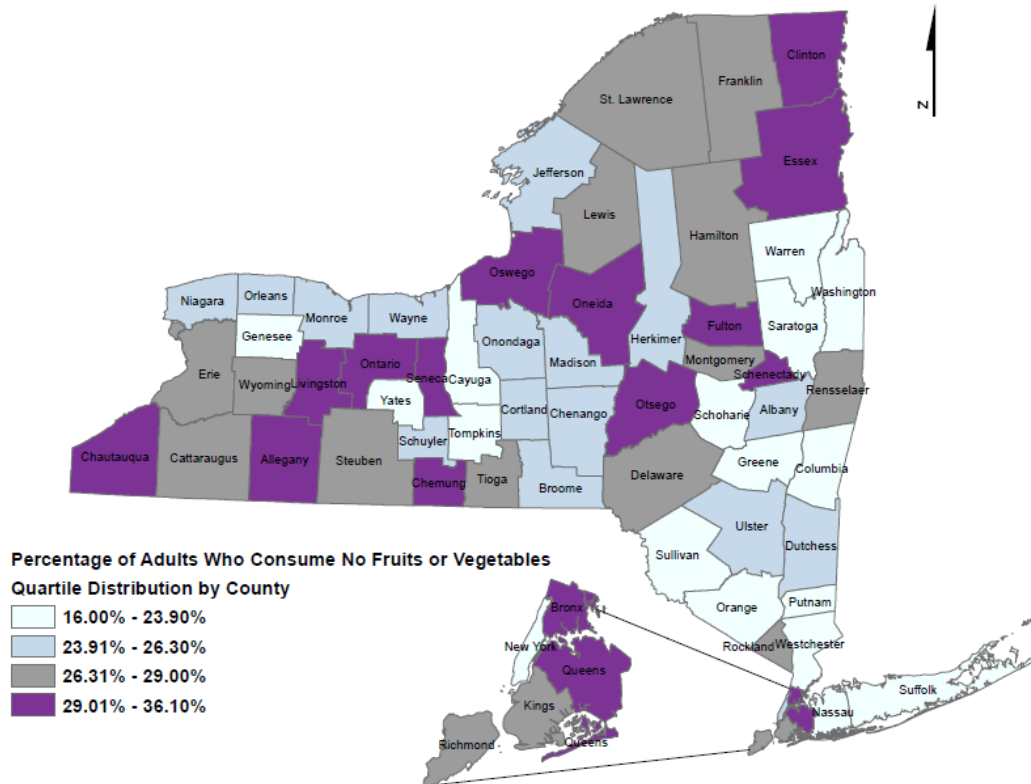 Clinton
Franklin
St. Lawrence
N
Essex
Jefferson
Lewis
Hamilton
Warren
Oswego
Washington
Niagara
Orleans
Oneida
Monroe
Wayne
Saratoga
Fulton
Genesee
Herkimer
Onondaga
Madison
Montgomery
Erie
Ontario
Schenectady
Wyoming
Livingston
Seneca
Cayuga
Rensselaer
Yates
Otsego
Cortland
Chenango
Schoharie
Albany
Tompkins
Schuyler
Chautauqua
Cattaraugus
Allegany
Steuben
Greene
Columbia
Chemung
Tioga
Delaware
Broome
Ulster
Dutchess
Sullivan
Percentage of Adults Who Consume No Fruits or Vegetables
Quartile Distribution by County
16.00% - 23.90%
23.91% - 26.30%
26.31% - 29.00%
29.01% - 36.10%
Putnam
Orange
Bronx
Rockland
Westchester
New York
Queens
Suffolk
Kings
Nassau
Richmond
Queens